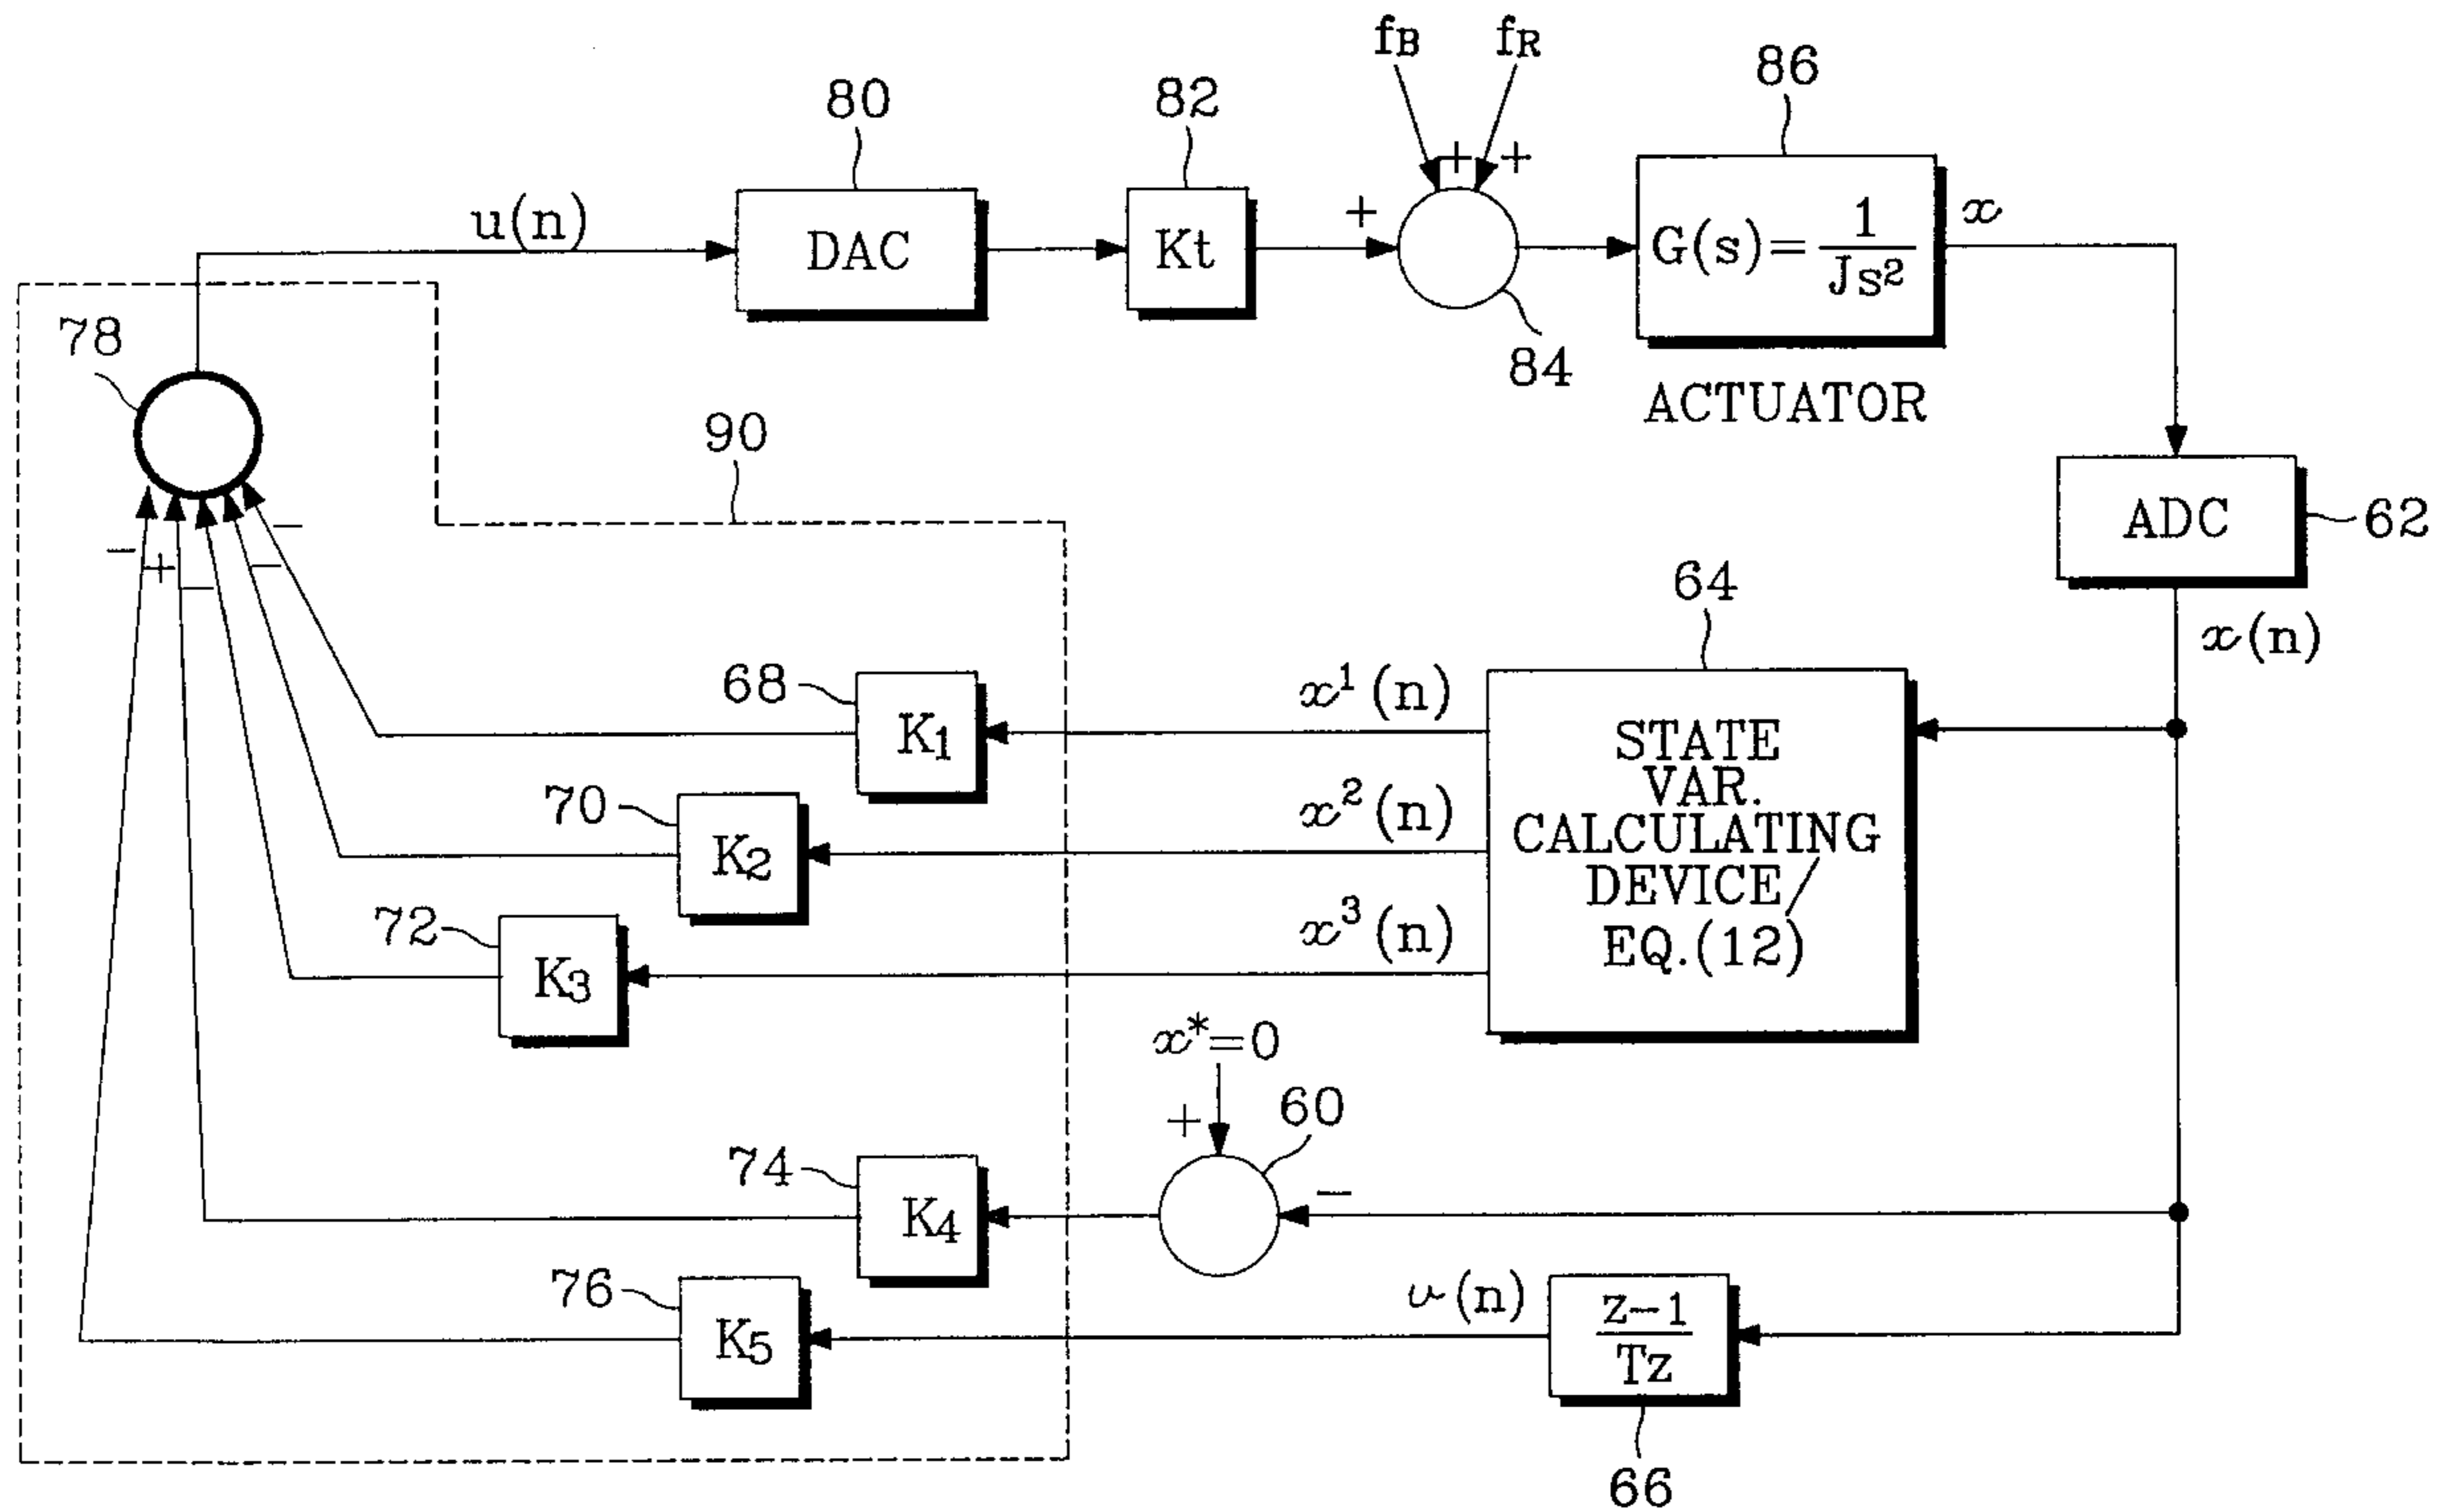 fB fR
80 82 86
u(n) DAC Kt + + + G(s)=1/Js² x
84
ACTUATOR
78
90
ADC 62
x(n)
− + − − −
64
68 K₁ x¹(n)
70 K₂ x²(n)
72 K₃ x³(n)
STATE
VAR.
CALCULATING
DEVICE
EQ.(12)
x*=0
+ 60
74 K₄ −
76 K₅ v(n) z−1/Tz
66